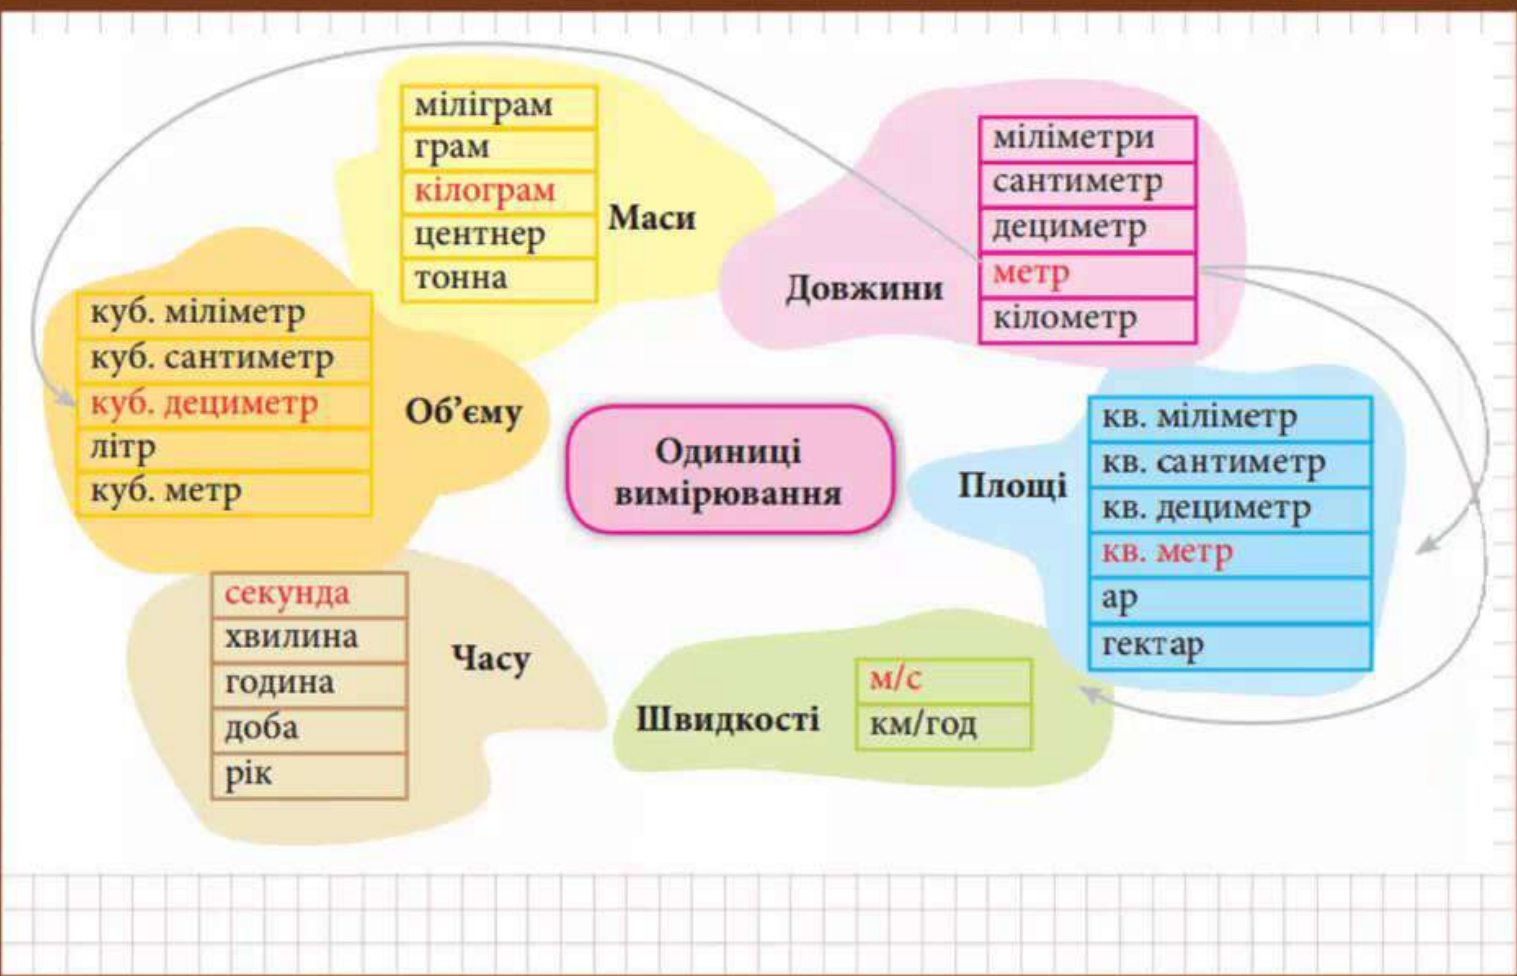 міліграм
грам
кілограм
центнер
тонна
Маси
міліметри
сантиметр
дециметр
метр
кілометр
Довжини
куб. міліметр
куб. сантиметр
куб. дециметр
літр
куб. метр
Об’єму
Одиниці
вимірювання
Площі
кв. міліметр
кв. сантиметр
кв. дециметр
кв. метр
ар
гектар
секунда
хвилина
година
доба
рік
Часу
Швидкості
м/с
км/год